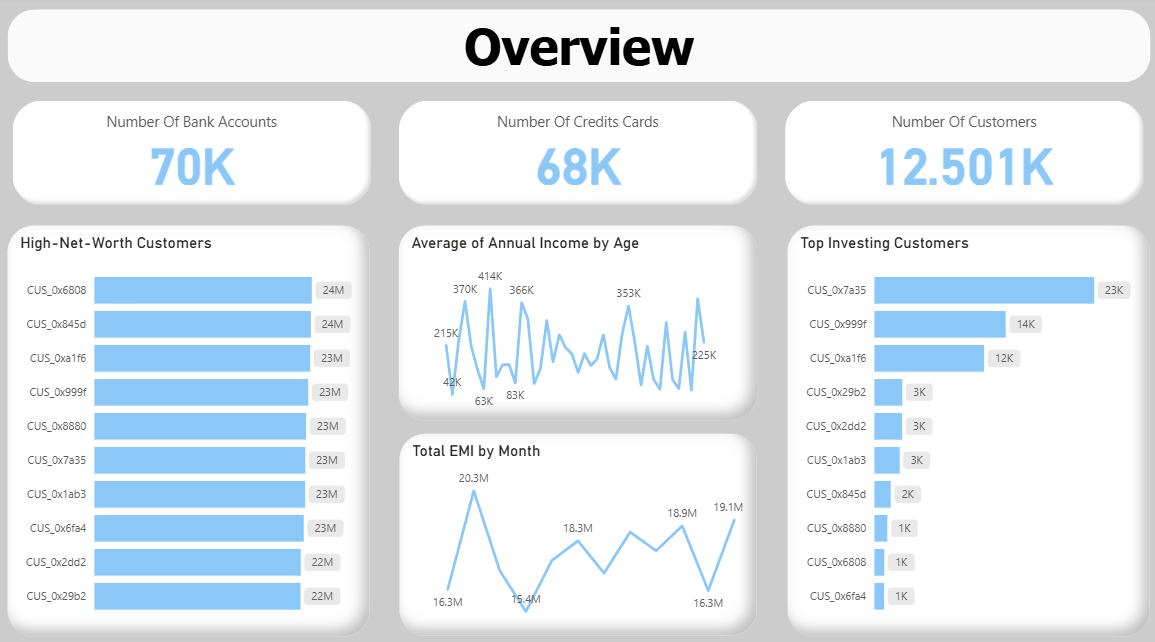 Overview
Number Of Bank Accounts
70K
Number Of Credits Cards
68K
Number Of Customers
12.501K
High-Net-Worth Customers
CUS_0x6808 24M
CUS_0x845d 24M
CUS_0xa1f6 23M
CUS_0x999f 23M
CUS_0x8880 23M
CUS_0x7a35 23M
CUS_0x1ab3 23M
CUS_0x6fa4 23M
CUS_0x2dd2 22M
CUS_0x29b2 22M
Average of Annual Income by Age
414K
370K 366K
353K
215K
225K
42K
83K
63K
Total EMI by Month
20.3M
19.1M
18.9M
18.3M
15.4M
16.3M 16.3M
Top Investing Customers
CUS_0x7a35 23K
CUS_0x999f 14K
CUS_0xa1f6 12K
CUS_0x29b2 3K
CUS_0x2dd2 3K
CUS_0x1ab3 3K
CUS_0x845d 2K
CUS_0x8880 1K
CUS_0x6808 1K
CUS_0x6fa4 1K